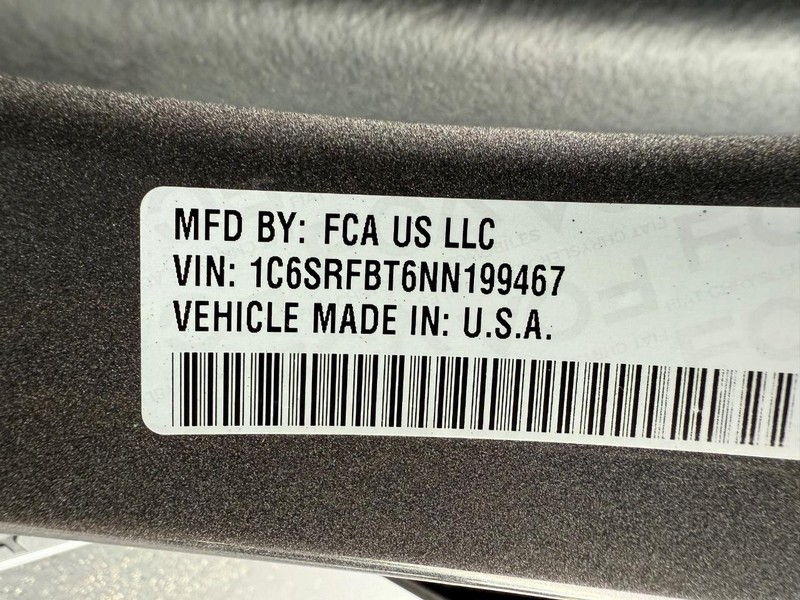 MFD BY: FCA US LLC
VIN: 1C6SRFBT6NN199467
VEHICLE MADE IN: U.S.A.